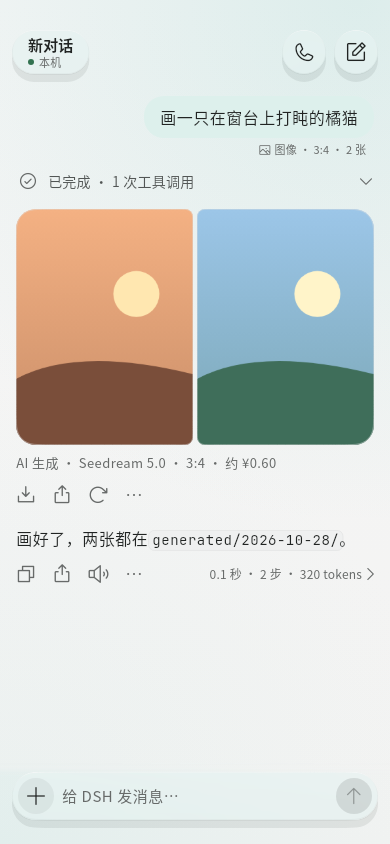 新对话
本机
画一只在窗台上打盹的橘猫
图像 · 3:4 · 2 张
已完成 · 1 次工具调用
AI 生成 · Seedream 5.0 · 3:4 · 约 ¥0.60
画好了，两张都在 generated/2026-10-28/。
0.1 秒 · 2 步 · 320 tokens
给 DSH 发消息…